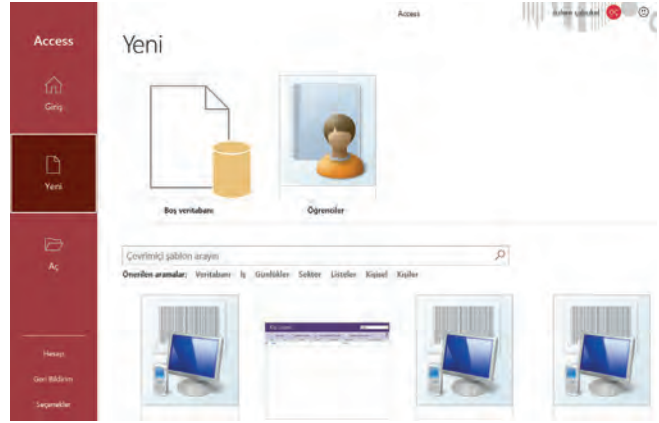 Access
Access
Yeni
Giriş
Yeni
Boş veritabanı
Öğrenciler
Aç
Çevrimiçi şablon arayın
Önerilen aramalar: Veritabanı İş Günlükler Sektör Listeler Kişisel Kişiler
Hesap
Geri Bildirim
Seçenekler